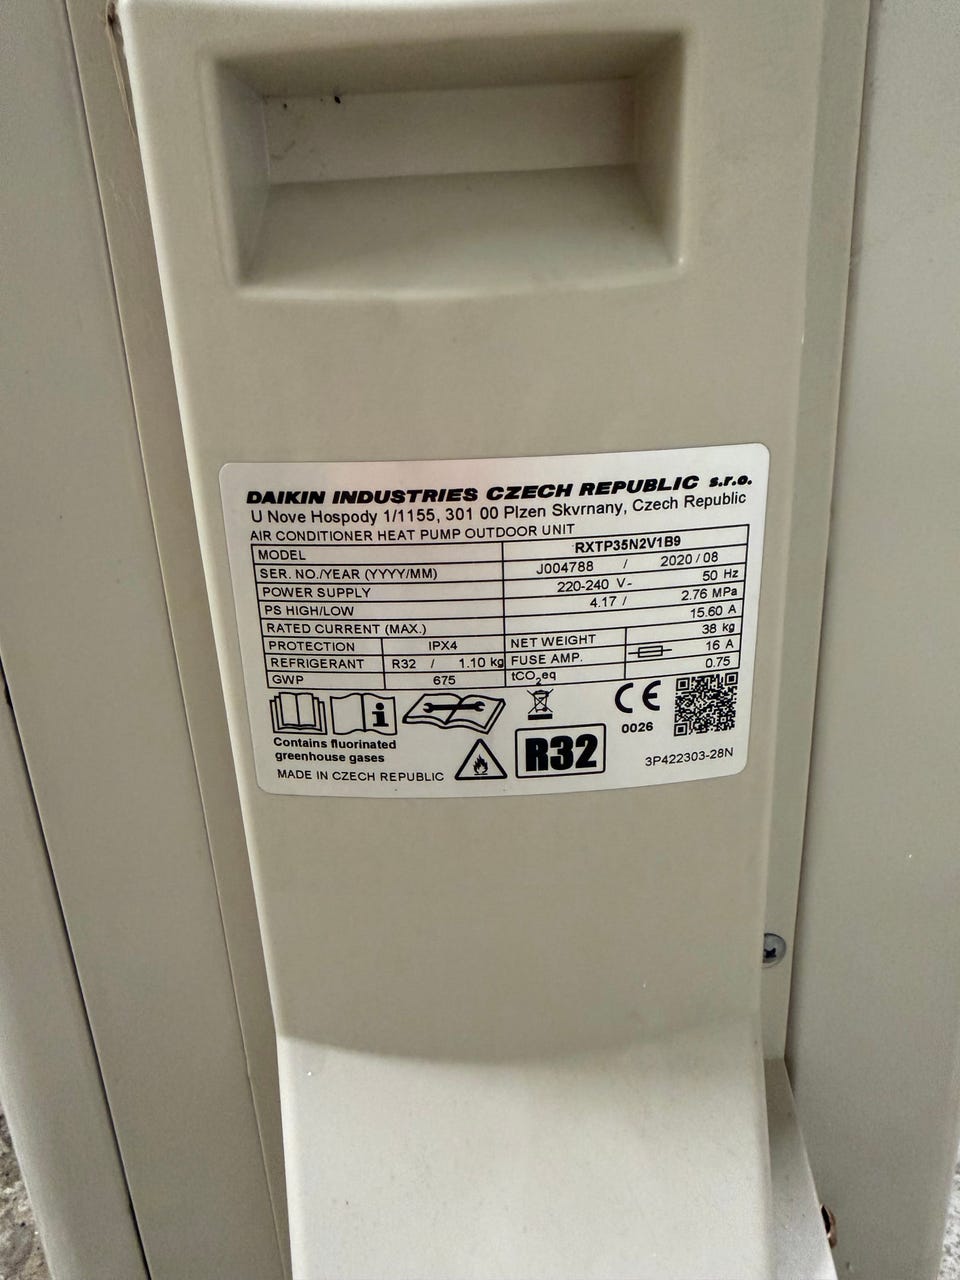 DAIKIN INDUSTRIES CZECH REPUBLIC s.r.o.
U Nove Hospody 1/1155, 301 00 Plzen Skvrnany, Czech Republic
AIR CONDITIONER HEAT PUMP OUTDOOR UNIT
MODEL RXTP35N2V1B9
SER. NO./YEAR (YYYY/MM) J004788 / 2020/08
POWER SUPPLY 220-240 V~ 50 Hz
PS HIGH/LOW 4.17 / 2.76 MPa
RATED CURRENT (MAX.) 15.60 A
PROTECTION IPX4 NET WEIGHT 38 kg
REFRIGERANT R32 / 1.10 kg FUSE AMP. 16 A
GWP 675 tCO₂eq 0.75
i
CE
0026
Contains fluorinated
greenhouse gases
R32
MADE IN CZECH REPUBLIC
3P422303-28N